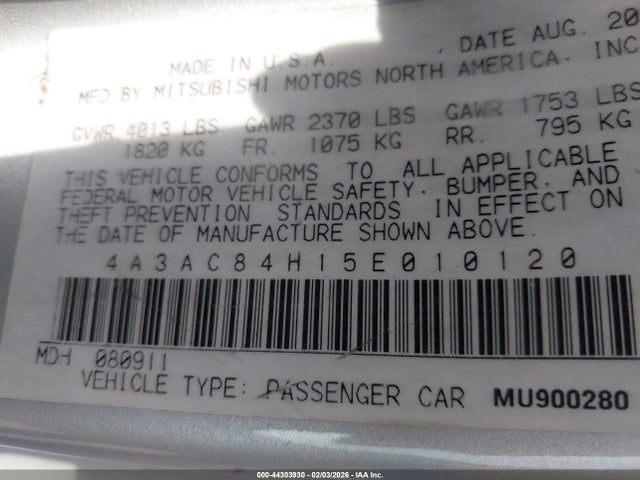 MADE IN U.S.A. DATE AUG. 20
MFD BY MITSUBISHI MOTORS NORTH AMERICA. INC
GVWR 4013 LBS GAWR 2370 LBS GAWR 1753 LBS
1820 KG FR. 1075 KG RR. 795 KG
THIS VEHICLE CONFORMS TO ALL APPLICABLE
FEDERAL MOTOR VEHICLE SAFETY. BUMPER. AND
THEFT PREVENTION STANDARDS IN EFFECT ON
THE DATE OF MANUFACTURE SHOWN ABOVE.
4A3AC84H15E010120
MDH 080911
VEHICLE TYPE: PASSENGER CAR MU900280
000-44303930 - 02/03/2026 - IAA Inc.